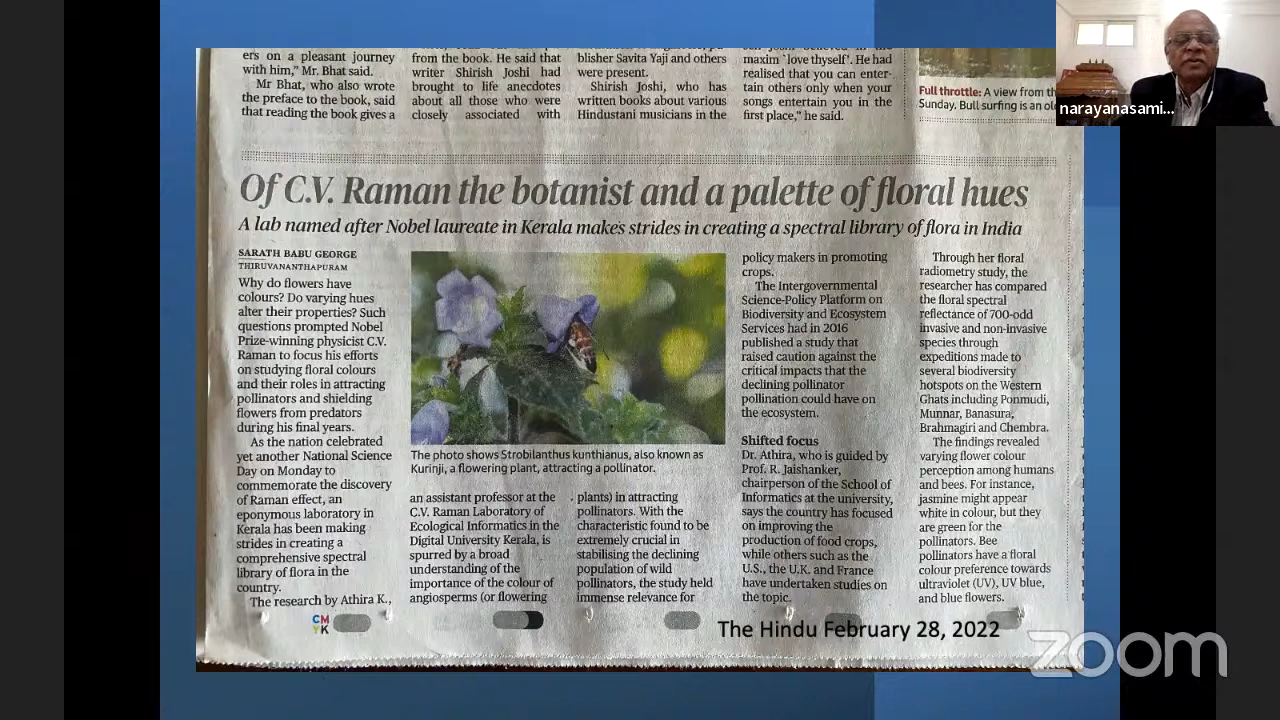 ers on a pleasant journey
with him,” Mr. Bhat said.
Mr Bhat, who also wrote
the preface to the book, said
that reading the book gives a
from the book. He said that
writer Shirish Joshi had
brought to life anecdotes
about all those who were
closely associated with
blisher Savita Yaji and others
were present.
Shirish Joshi, who has
written books about various
Hindustani musicians in the
maxim ‘love thyself’. He had
realised that you can enter-
tain others only when your
songs entertain you in the
first place,” he said.
Full throttle: A view from th
Sunday. Bull surfing is an ol
narayanasami...
Of C.V. Raman the botanist and a palette of floral hues
A lab named after Nobel laureate in Kerala makes strides in creating a spectral library of flora in India
SARATH BABU GEORGE
THIRUVANANTHAPURAM
Why do flowers have
colours? Do varying hues
alter their properties? Such
questions prompted Nobel
Prize-winning physicist C.V.
Raman to focus his efforts
on studying floral colours
and their roles in attracting
pollinators and shielding
flowers from predators
during his final years.
As the nation celebrated
yet another National Science
Day on Monday to
commemorate the discovery
of Raman effect, an
eponymous laboratory in
Kerala has been making
strides in creating a
comprehensive spectral
library of flora in the
country.
The research by Athira K.,
The photo shows Strobilanthus kunthianus, also known as
Kurinji, a flowering plant, attracting a pollinator.
an assistant professor at the
C.V. Raman Laboratory of
Ecological Informatics in the
Digital University Kerala, is
spurred by a broad
understanding of the
importance of the colour of
angiosperms (or flowering
plants) in attracting
pollinators. With the
characteristic found to be
extremely crucial in
stabilising the declining
population of wild
pollinators, the study held
immense relevance for
policy makers in promoting
crops.
The Intergovernmental
Science-Policy Platform on
Biodiversity and Ecosystem
Services had in 2016
published a study that
raised caution against the
critical impacts that the
declining pollinator
pollination could have on
the ecosystem.
Shifted focus
Dr. Athira, who is guided by
Prof. R. Jaishanker,
chairperson of the School of
Informatics at the university,
says the country has focused
on improving the
production of food crops,
while others such as the
U.S., the U.K. and France
have undertaken studies on
the topic.
Through her floral
radiometry study, the
researcher has compared
the floral spectral
reflectance of 700-odd
invasive and non-invasive
species through
expeditions made to
several biodiversity
hotspots on the Western
Ghats including Ponmudi,
Munnar, Banasura,
Brahmagiri and Chembra.
The findings revealed
varying flower colour
perception among humans
and bees. For instance,
jasmine might appear
white in colour, but they
are green for the
pollinators. Bee
pollinators have a floral
colour preference towards
ultraviolet (UV), UV blue,
and blue flowers.
CM
YK
The Hindu February 28, 2022
zoom